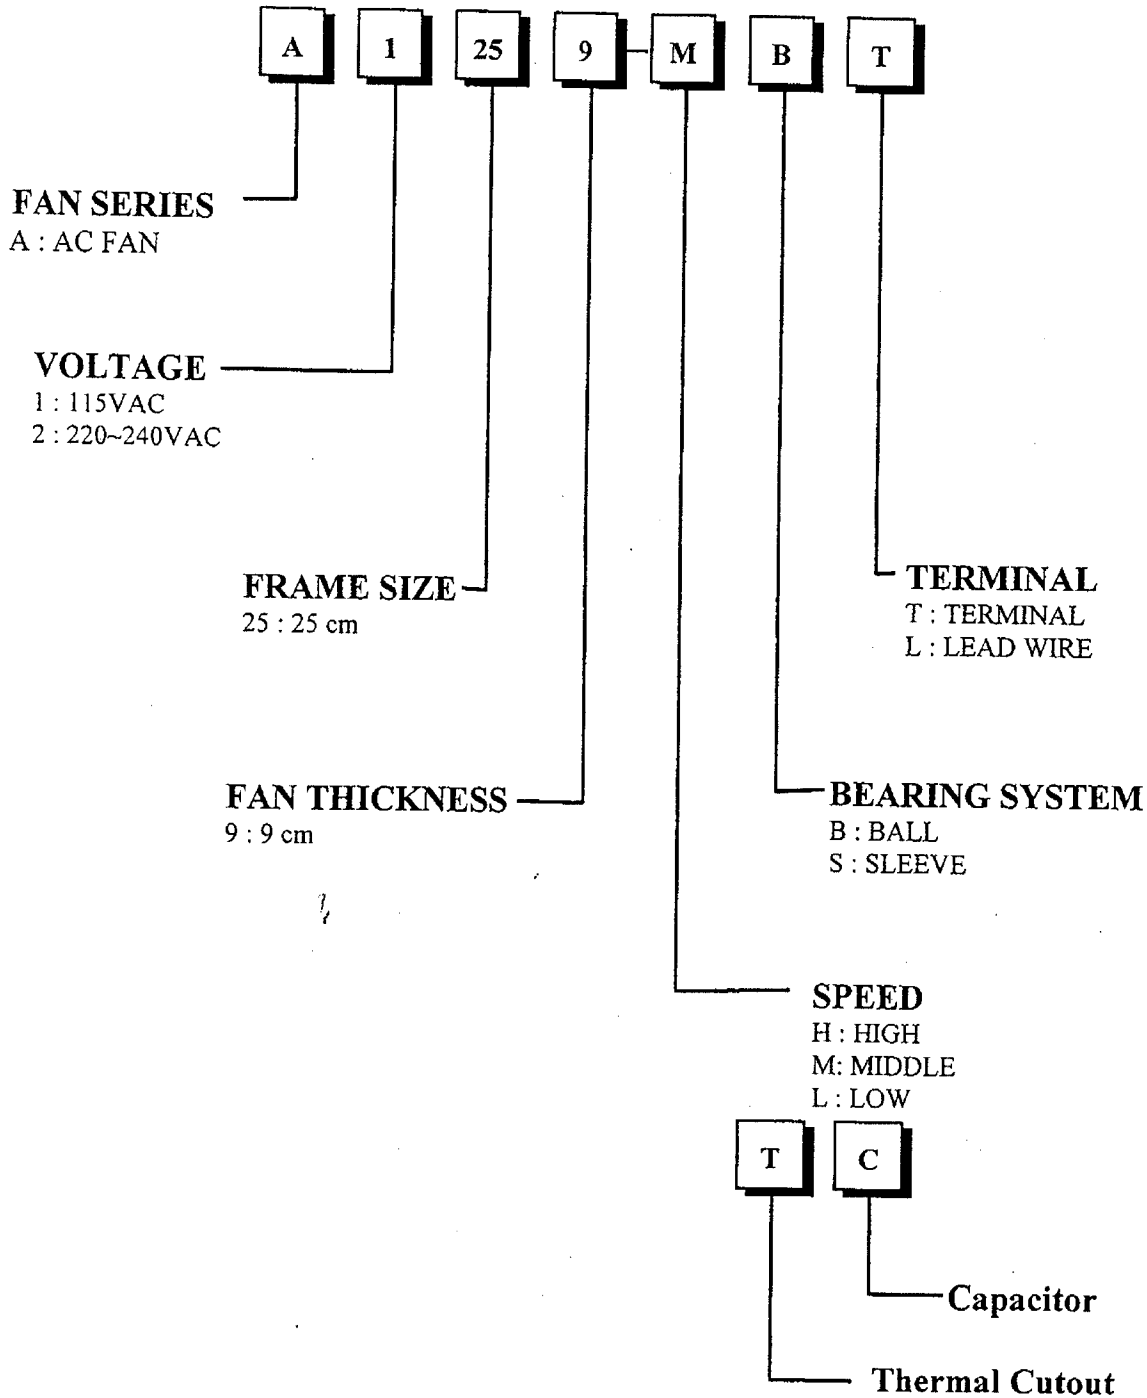 A 1 25 9 - M B T
FAN SERIES
A : AC FAN
VOLTAGE
1 : 115VAC
2 : 220~240VAC
FRAME SIZE
25 : 25 cm
TERMINAL
T : TERMINAL
L : LEAD WIRE
FAN THICKNESS
9 : 9 cm
BEARING SYSTEM
B : BALL
S : SLEEVE
SPEED
H : HIGH
M: MIDDLE
L : LOW
T C
Capacitor
Thermal Cutout